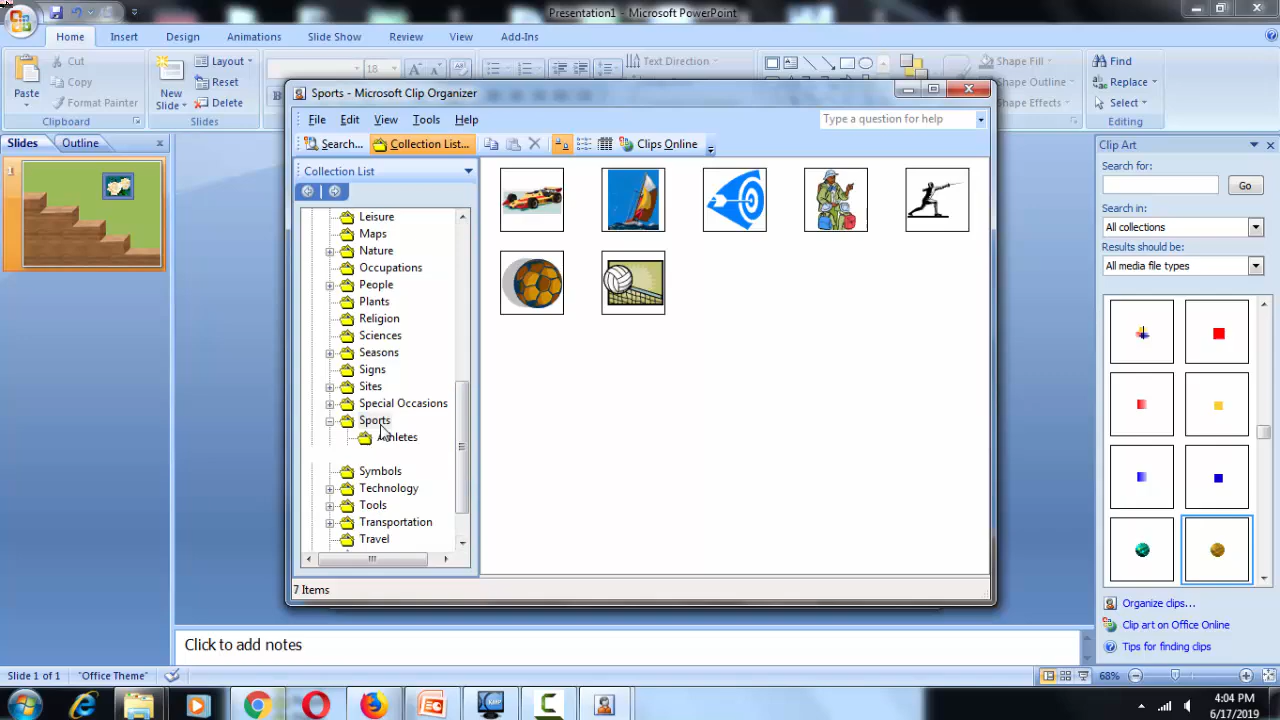 Presentation1 - Microsoft PowerPoint
Home Insert Design Animations Slide Show Review View Add-Ins
Paste
Cut
Copy
Format Painter
Clipboard
New Slide
Layout
Reset
Delete
Slides
18
B
Text Direction
Shape Fill
Shape Outline
Shape Effects
Find
Replace
Select
Editing
Slides Outline
1
Sports - Microsoft Clip Organizer
File Edit View Tools Help
Type a question for help
Search... Collection List... Clips Online
Collection List
Leisure
Maps
Nature
Occupations
People
Plants
Religion
Sciences
Seasons
Signs
Sites
Special Occasions
Sports
Symbols
Technology
Tools
Transportation
Travel
7 Items
Clip Art
Search for:
Go
Search in:
All collections
Results should be:
All media file types
Organize clips...
Clip art on Office Online
Tips for finding clips
Click to add notes
Slide 1 of 1 "Office Theme" 68%
4:04 PM
6/17/2019